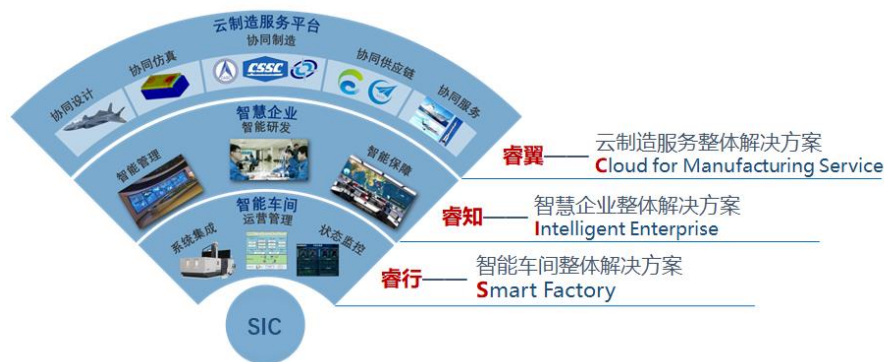 云制造服务平台
协同设计
协同仿真
协同制造
协同供应链
协同服务
CSSC
智慧企业
智能管理
智能研发
智能保障
智能车间
系统集成
运营管理
状态监控
SIC
睿翼——云制造服务整体解决方案
Cloud for Manufacturing Service
睿知——智慧企业整体解决方案
Intelligent Enterprise
睿行——智能车间整体解决方案
Smart Factory